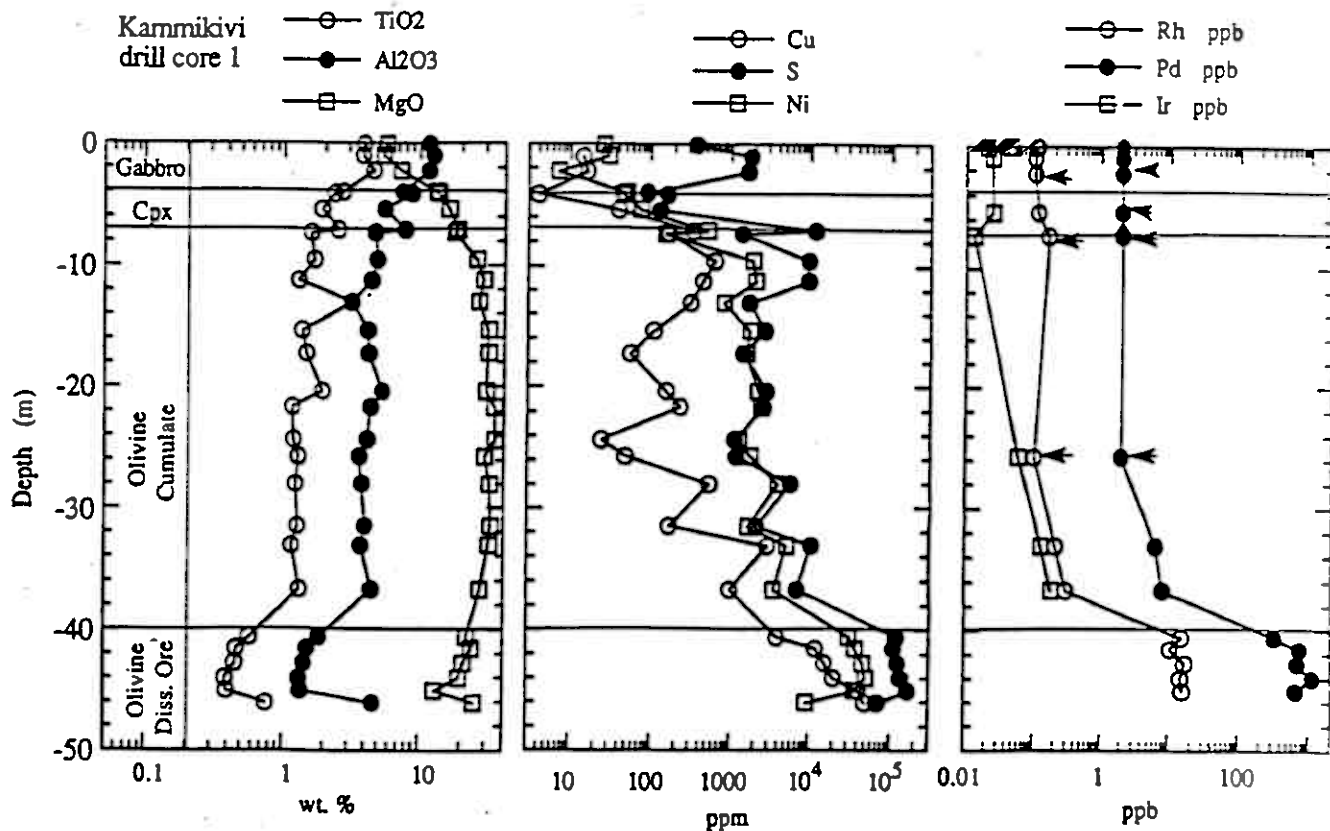 Kammikivi
drill core 1
TiO2
Al2O3
MgO
Cu
S
Ni
Rh ppb
Pd ppb
Ir ppb
0
-10
-20
-30
-40
-50
Depth (m)
Gabbro
Cpx
Olivine
Cumulate
Olivine
Diss. Ore
0.1 1 10
wt. %
10 100 1000 10^4 10^5
ppm
0.01 1 100
ppb